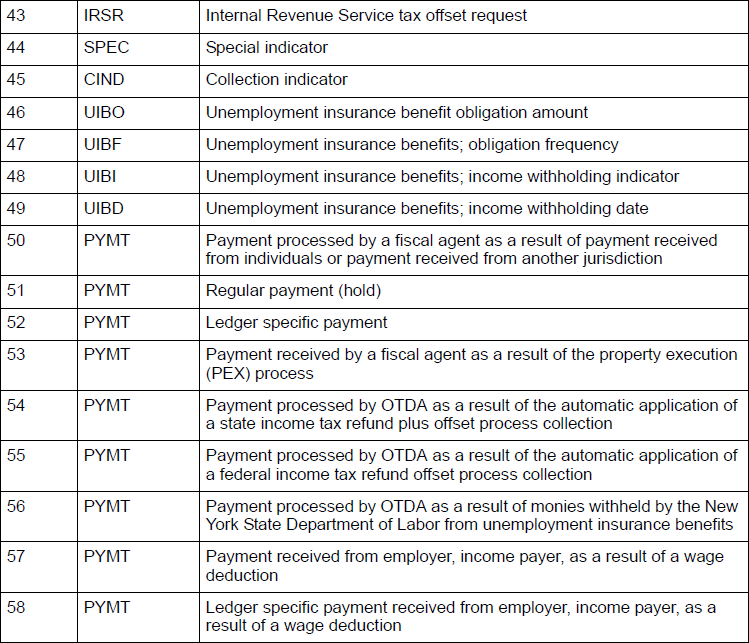 43 IRSR Internal Revenue Service tax offset request
44 SPEC Special indicator
45 CIND Collection indicator
46 UIBO Unemployment insurance benefit obligation amount
47 UIBF Unemployment insurance benefits; obligation frequency
48 UIBI Unemployment insurance benefits; income withholding indicator
49 UIBD Unemployment insurance benefits; income withholding date
50 PYMT Payment processed by a fiscal agent as a result of payment received
from individuals or payment received from another jurisdiction
51 PYMT Regular payment (hold)
52 PYMT Ledger specific payment
53 PYMT Payment received by a fiscal agent as a result of the property execution
(PEX) process
54 PYMT Payment processed by OTDA as a result of the automatic application of
a state income tax refund plus offset process collection
55 PYMT Payment processed by OTDA as a result of the automatic application of
a federal income tax refund offset process collection
56 PYMT Payment processed by OTDA as a result of monies withheld by the New
York State Department of Labor from unemployment insurance benefits
57 PYMT Payment received from employer, income payer, as a result of a wage
deduction
58 PYMT Ledger specific payment received from employer, income payer, as a
result of a wage deduction